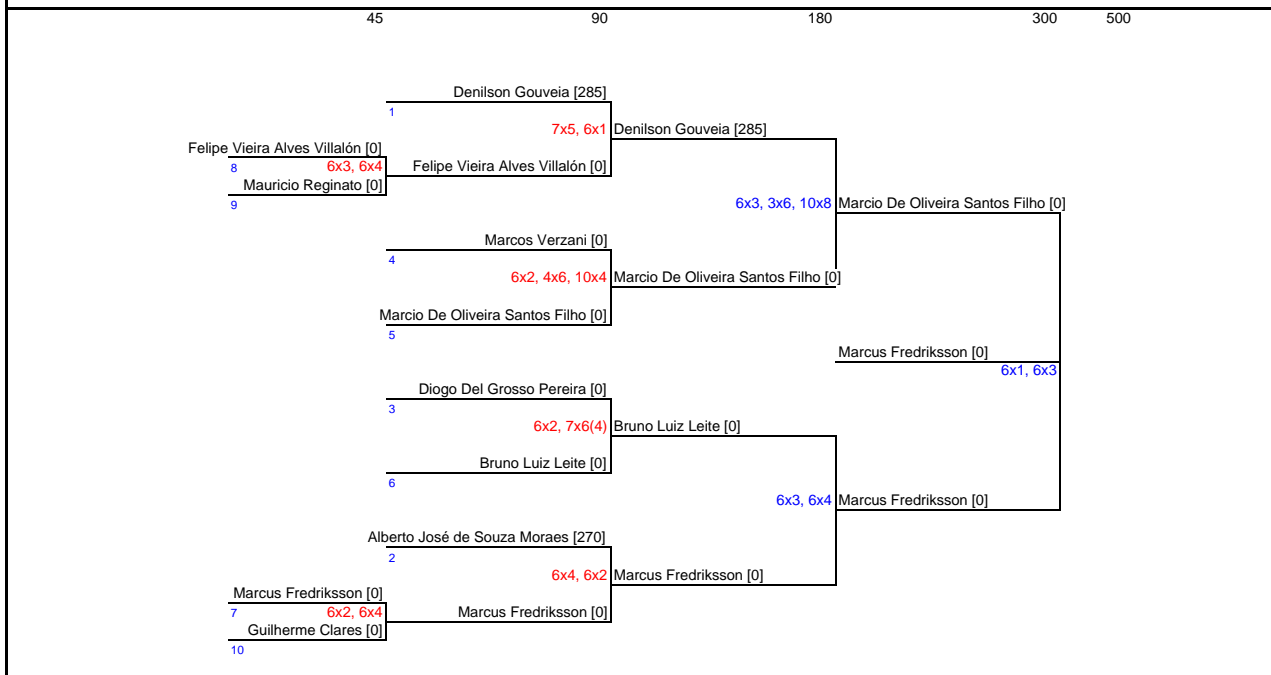 45 90 180 300 500
Denilson Gouveia [285]
1
7x5, 6x1 Denilson Gouveia [285]
Felipe Vieira Alves Villalón [0]
8 6x3, 6x4 Felipe Vieira Alves Villalón [0]
Mauricio Reginato [0]
9
6x3, 3x6, 10x8 Marcio De Oliveira Santos Filho [0]
Marcos Verzani [0]
4
6x2, 4x6, 10x4 Marcio De Oliveira Santos Filho [0]
Marcio De Oliveira Santos Filho [0]
5
Marcus Fredriksson [0]
6x1, 6x3
Diogo Del Grosso Pereira [0]
3
6x2, 7x6(4) Bruno Luiz Leite [0]
Bruno Luiz Leite [0]
6
6x3, 6x4 Marcus Fredriksson [0]
Alberto José de Souza Moraes [270]
2
6x4, 6x2 Marcus Fredriksson [0]
Marcus Fredriksson [0]
7 6x2, 6x4 Marcus Fredriksson [0]
Guilherme Clares [0]
10